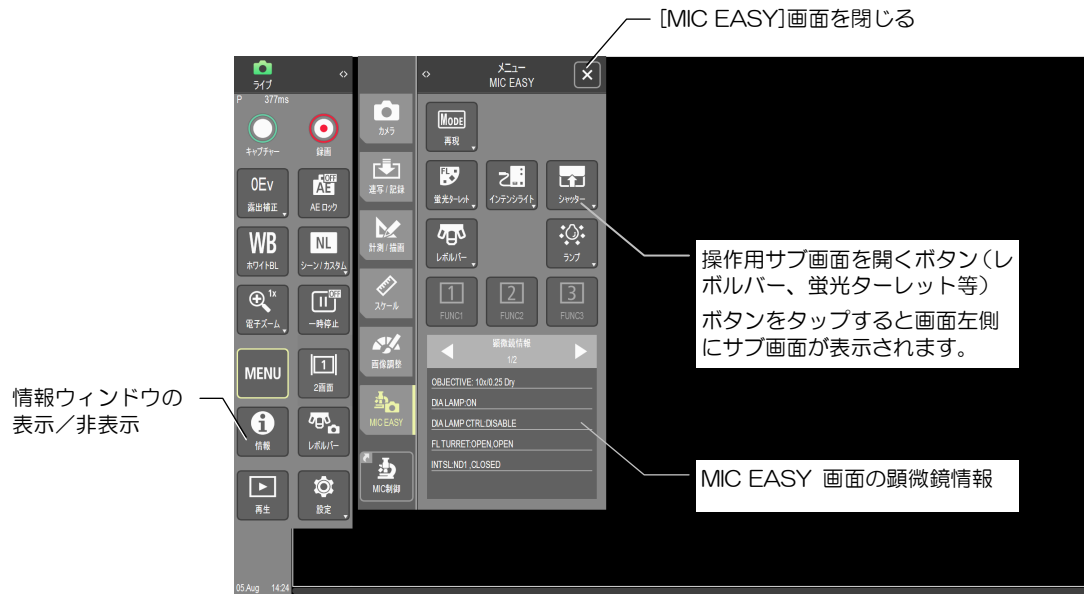 [MIC EASY]画面を閉じる
ライブ
P 377ms
キャプチャー
録画
0Ev
露出補正
OFF
AE
AEロック
WB
ホワイトBL
NL
シーン/カスタム
1x
電子ズーム
OFF
一時停止
MENU
1
2画面
情報
レボルバー
再生
設定
05.Aug 14:24
カメラ
連写/記録
計測/描画
スケール
画像調整
MIC EASY
MIC制御
メニュー
MIC EASY
MODE
再現
FL
蛍光ターレット
インテンシライト
シャッター
レボルバー
ランプ
1
FUNC1
2
FUNC2
3
FUNC3
顕微鏡情報
1/2
OBJECTIVE: 10x/0.25 Dry
DIA LAMP:ON
DIA LAMP CTRL:DISABLE
FL TURRET:OPEN,OPEN
INTSL:ND1 ,CLOSED
操作用サブ画面を開くボタン（レ
ボルバー、蛍光ターレット等）
ボタンをタップすると画面左側
にサブ画面が表示されます。
情報ウィンドウの
表示／非表示
MIC EASY 画面の顕微鏡情報